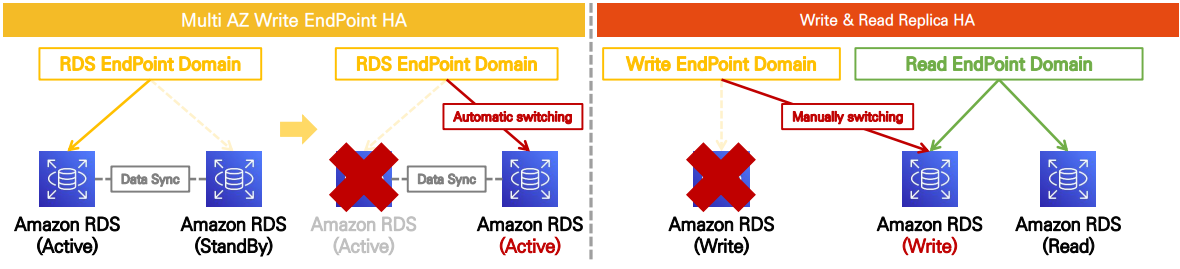 Multi AZ Write EndPoint HA
RDS EndPoint Domain
RDS EndPoint Domain
Automatic switching
Data Sync
Data Sync
Amazon RDS
(Active)
Amazon RDS
(StandBy)
Amazon RDS
(Active)
Amazon RDS
(Active)
Write & Read Replica HA
Write EndPoint Domain
Read EndPoint Domain
Manually switching
Amazon RDS
(Write)
Amazon RDS
(Write)
Amazon RDS
(Read)